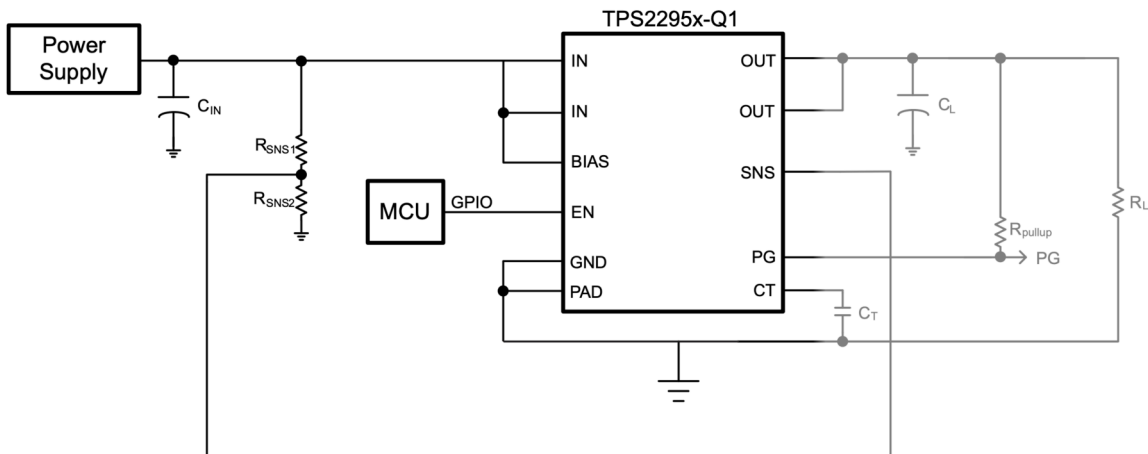 TPS2295x-Q1
Power
Supply
IN
OUT
C_IN
C_L
IN
OUT
R_SNS1
BIAS
SNS
R_SNS2
MCU
GPIO
EN
R_L
R_pullup
GND
PG
PG
PAD
CT
C_T